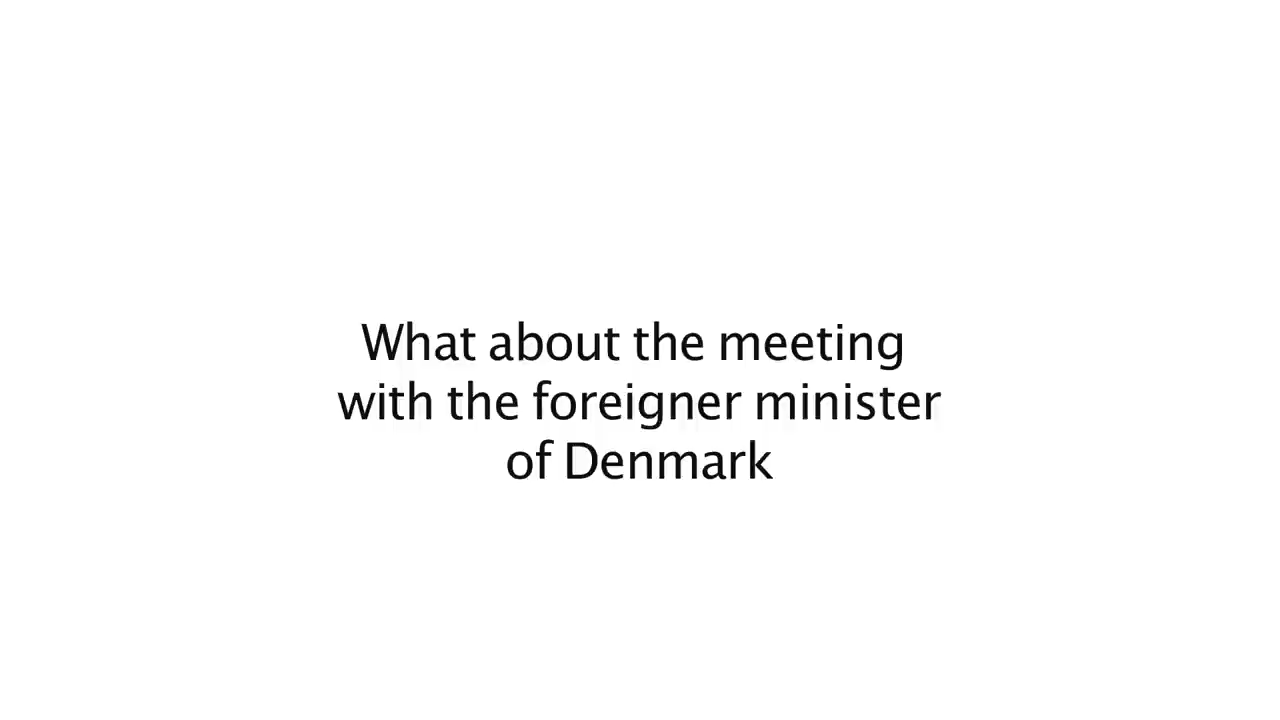 What about the meeting
with the foreigner minister
of Denmark